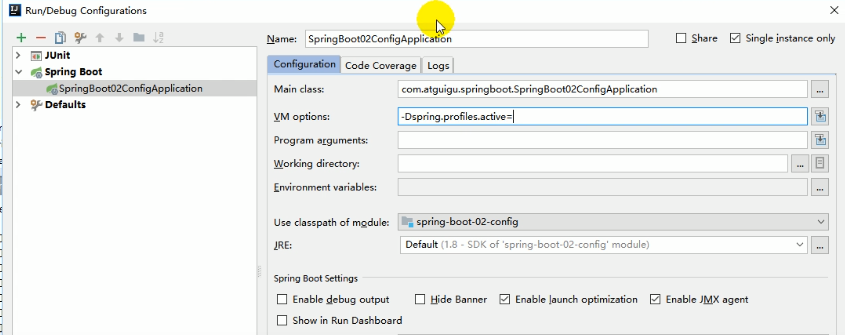 Run/Debug Configurations
Name: SpringBoot02ConfigApplication Share Single instance only
JUnit
Spring Boot
SpringBoot02ConfigApplication
Defaults
Configuration Code Coverage Logs
Main class: com.atguigu.springboot.SpringBoot02ConfigApplication ...
VM options: -Dspring.profiles.active=
Program arguments:
Working directory: ...
Environment variables: ...
Use classpath of module: spring-boot-02-config
JRE: Default (1.8 - SDK of 'spring-boot-02-config' module) ...
Spring Boot Settings
Enable debug output Hide Banner Enable launch optimization Enable JMX agent
Show in Run Dashboard